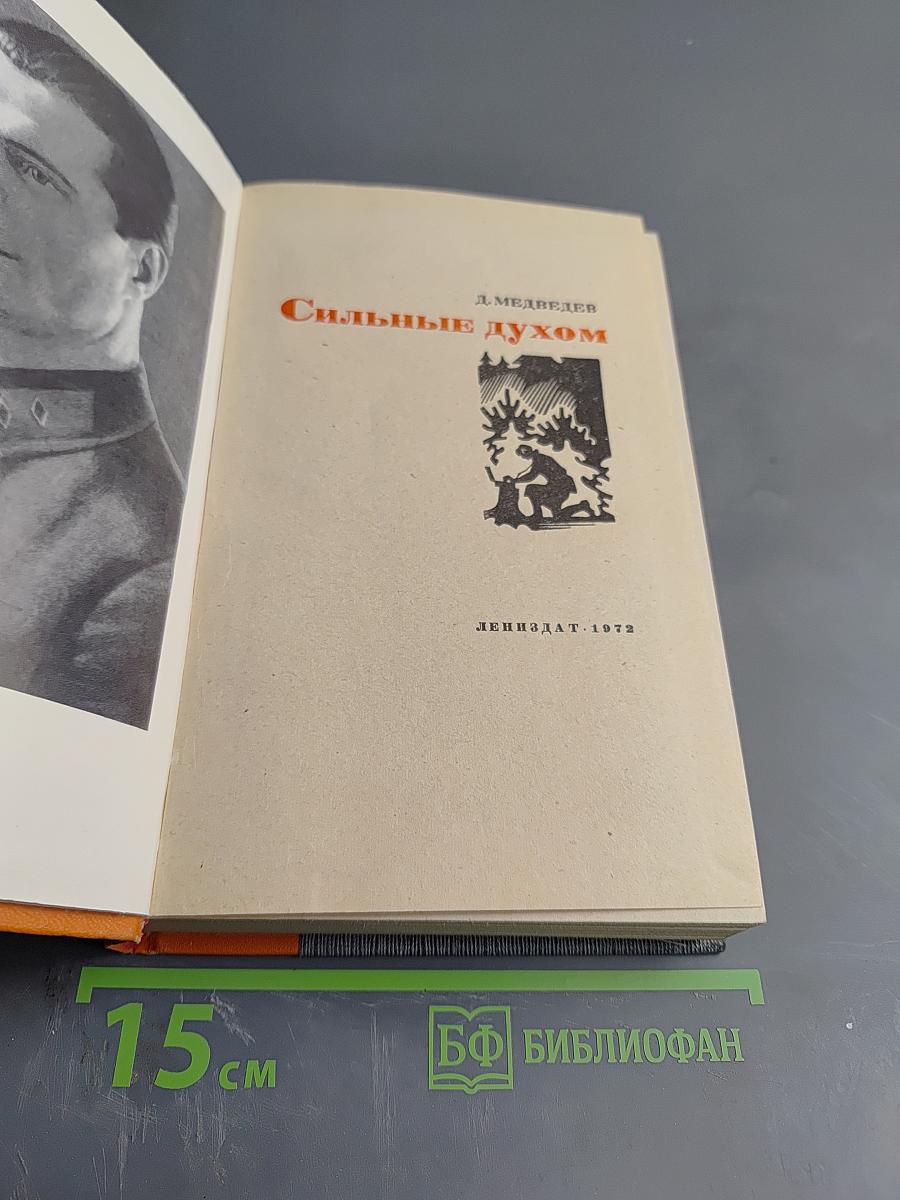 Д. МЕДВЕДЕВ
Сильные духом
ЛЕНИЗДАТ · 1972
15 см
БФ БИБЛИОФАН